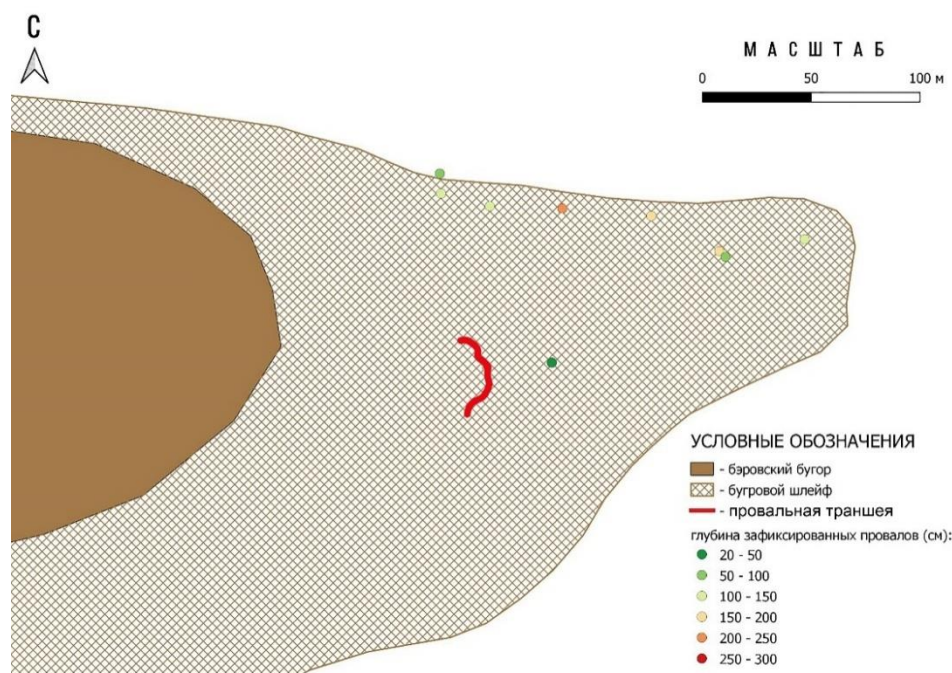 С
МАСШТАБ
0 50 100 м
УСЛОВНЫЕ ОБОЗНАЧЕНИЯ
- бэровский бугор
- бугровой шлейф
- провальная траншея
глубина зафиксированных провалов (см):
20 - 50
50 - 100
100 - 150
150 - 200
200 - 250
250 - 300